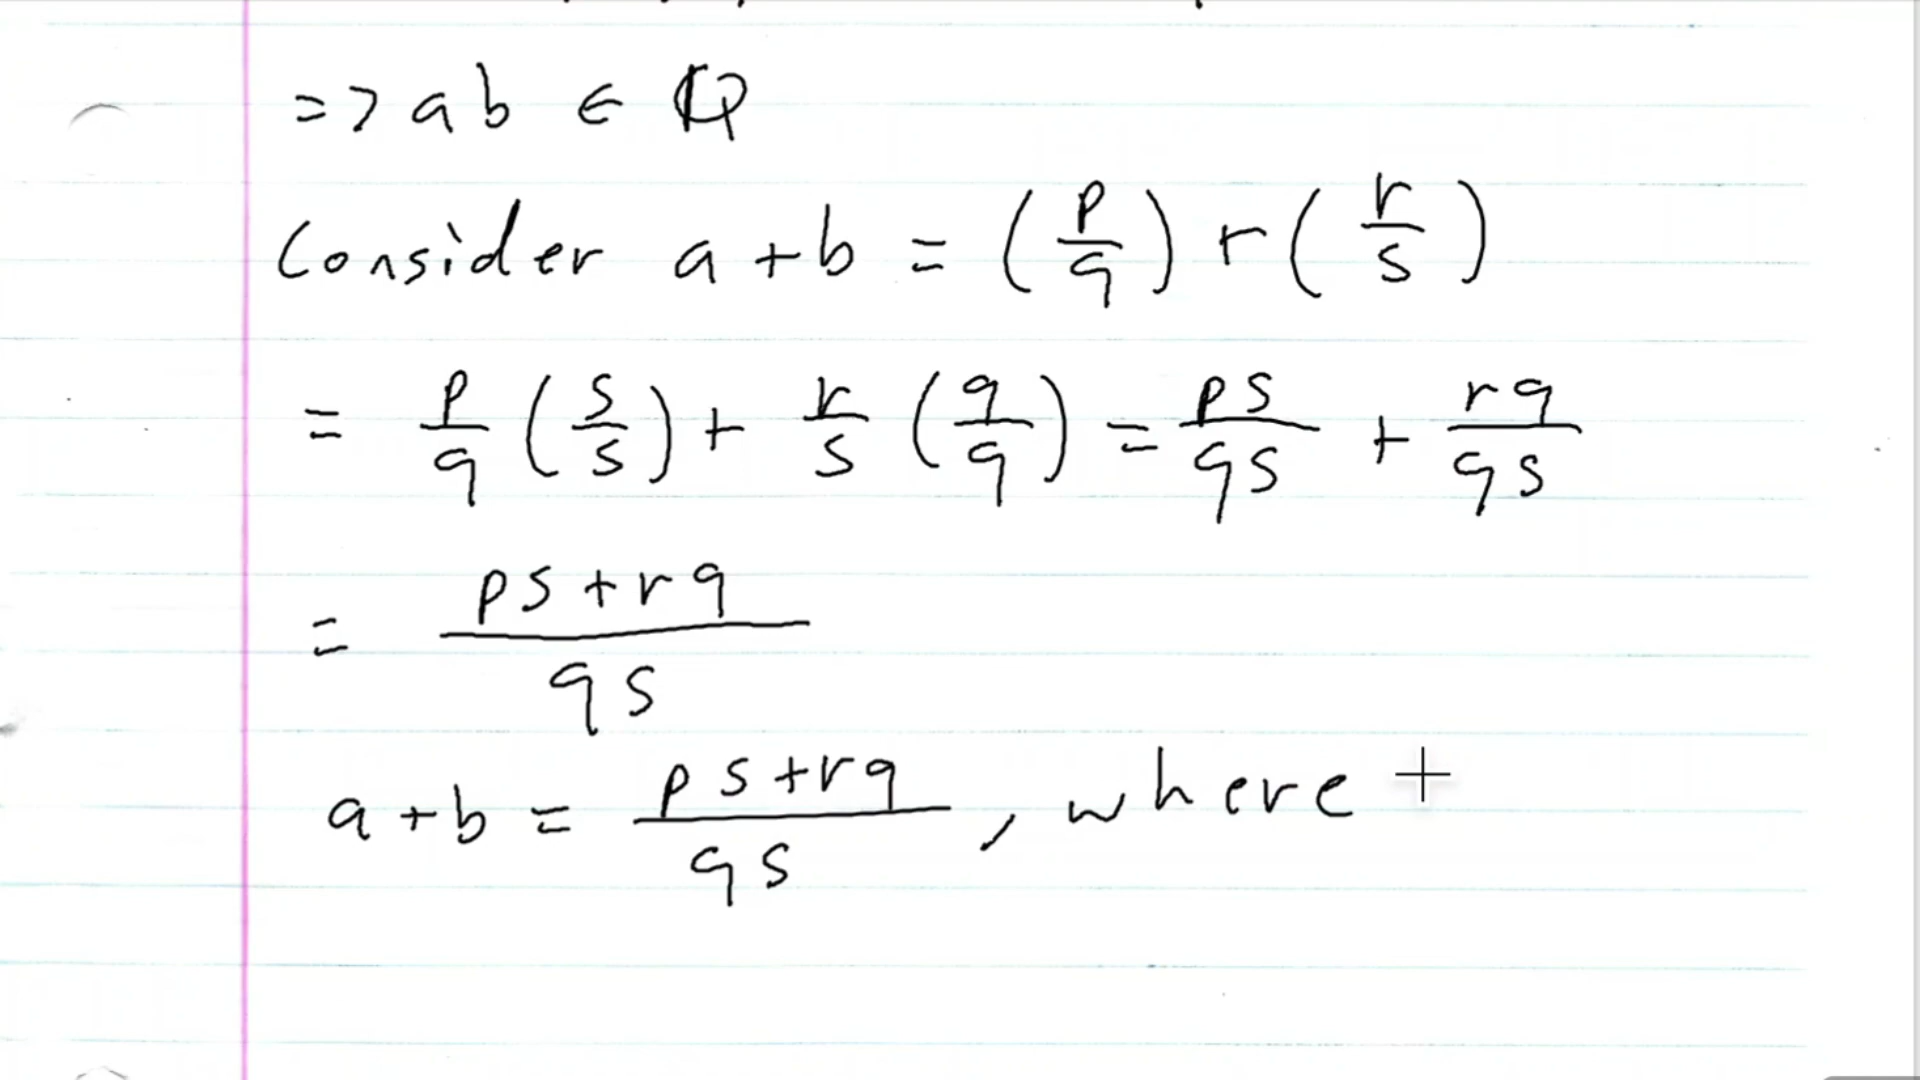 => ab ∈ ℚ
Consider a + b = (p/q) + (r/s)
= p/q (s/s) + r/s (q/q) = ps/qs + rq/qs
= ps + rq / qs
a + b = ps + rq / qs, where